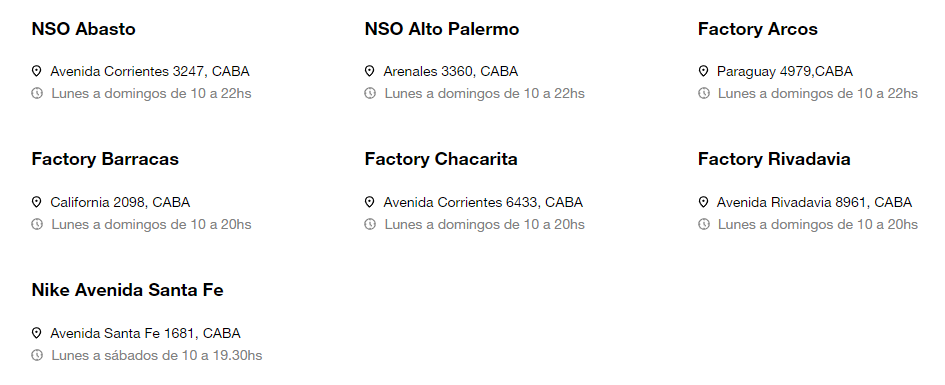 NSO Abasto
Avenida Corrientes 3247, CABA
Lunes a domingos de 10 a 22hs
NSO Alto Palermo
Arenales 3360, CABA
Lunes a domingos de 10 a 22hs
Factory Arcos
Paraguay 4979,CABA
Lunes a domingos de 10 a 22hs
Factory Barracas
California 2098, CABA
Lunes a domingos de 10 a 20hs
Factory Chacarita
Avenida Corrientes 6433, CABA
Lunes a domingos de 10 a 20hs
Factory Rivadavia
Avenida Rivadavia 8961, CABA
Lunes a domingos de 10 a 20hs
Nike Avenida Santa Fe
Avenida Santa Fe 1681, CABA
Lunes a sábados de 10 a 19.30hs